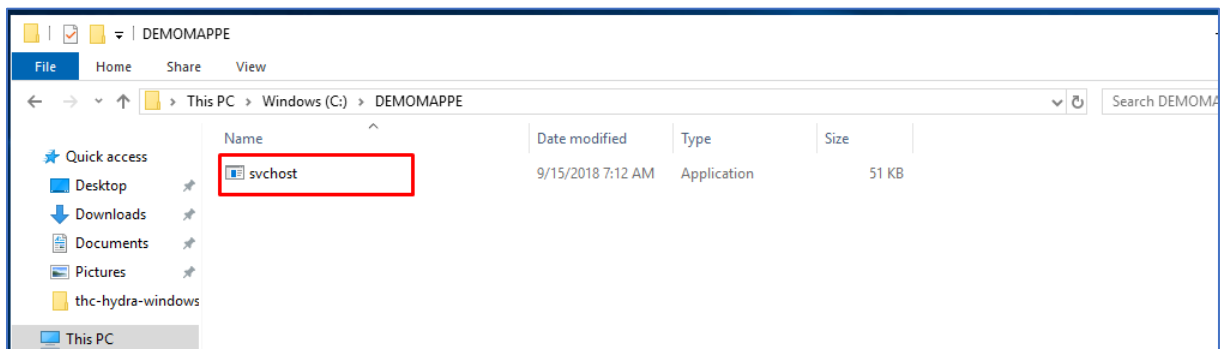 DEMOMAPPE
File Home Share View
This PC > Windows (C:) > DEMOMAPPE
Search DEMOMA
Name Date modified Type Size
Quick access
svchost 9/15/2018 7:12 AM Application 51 KB
Desktop
Downloads
Documents
Pictures
thc-hydra-windows
This PC